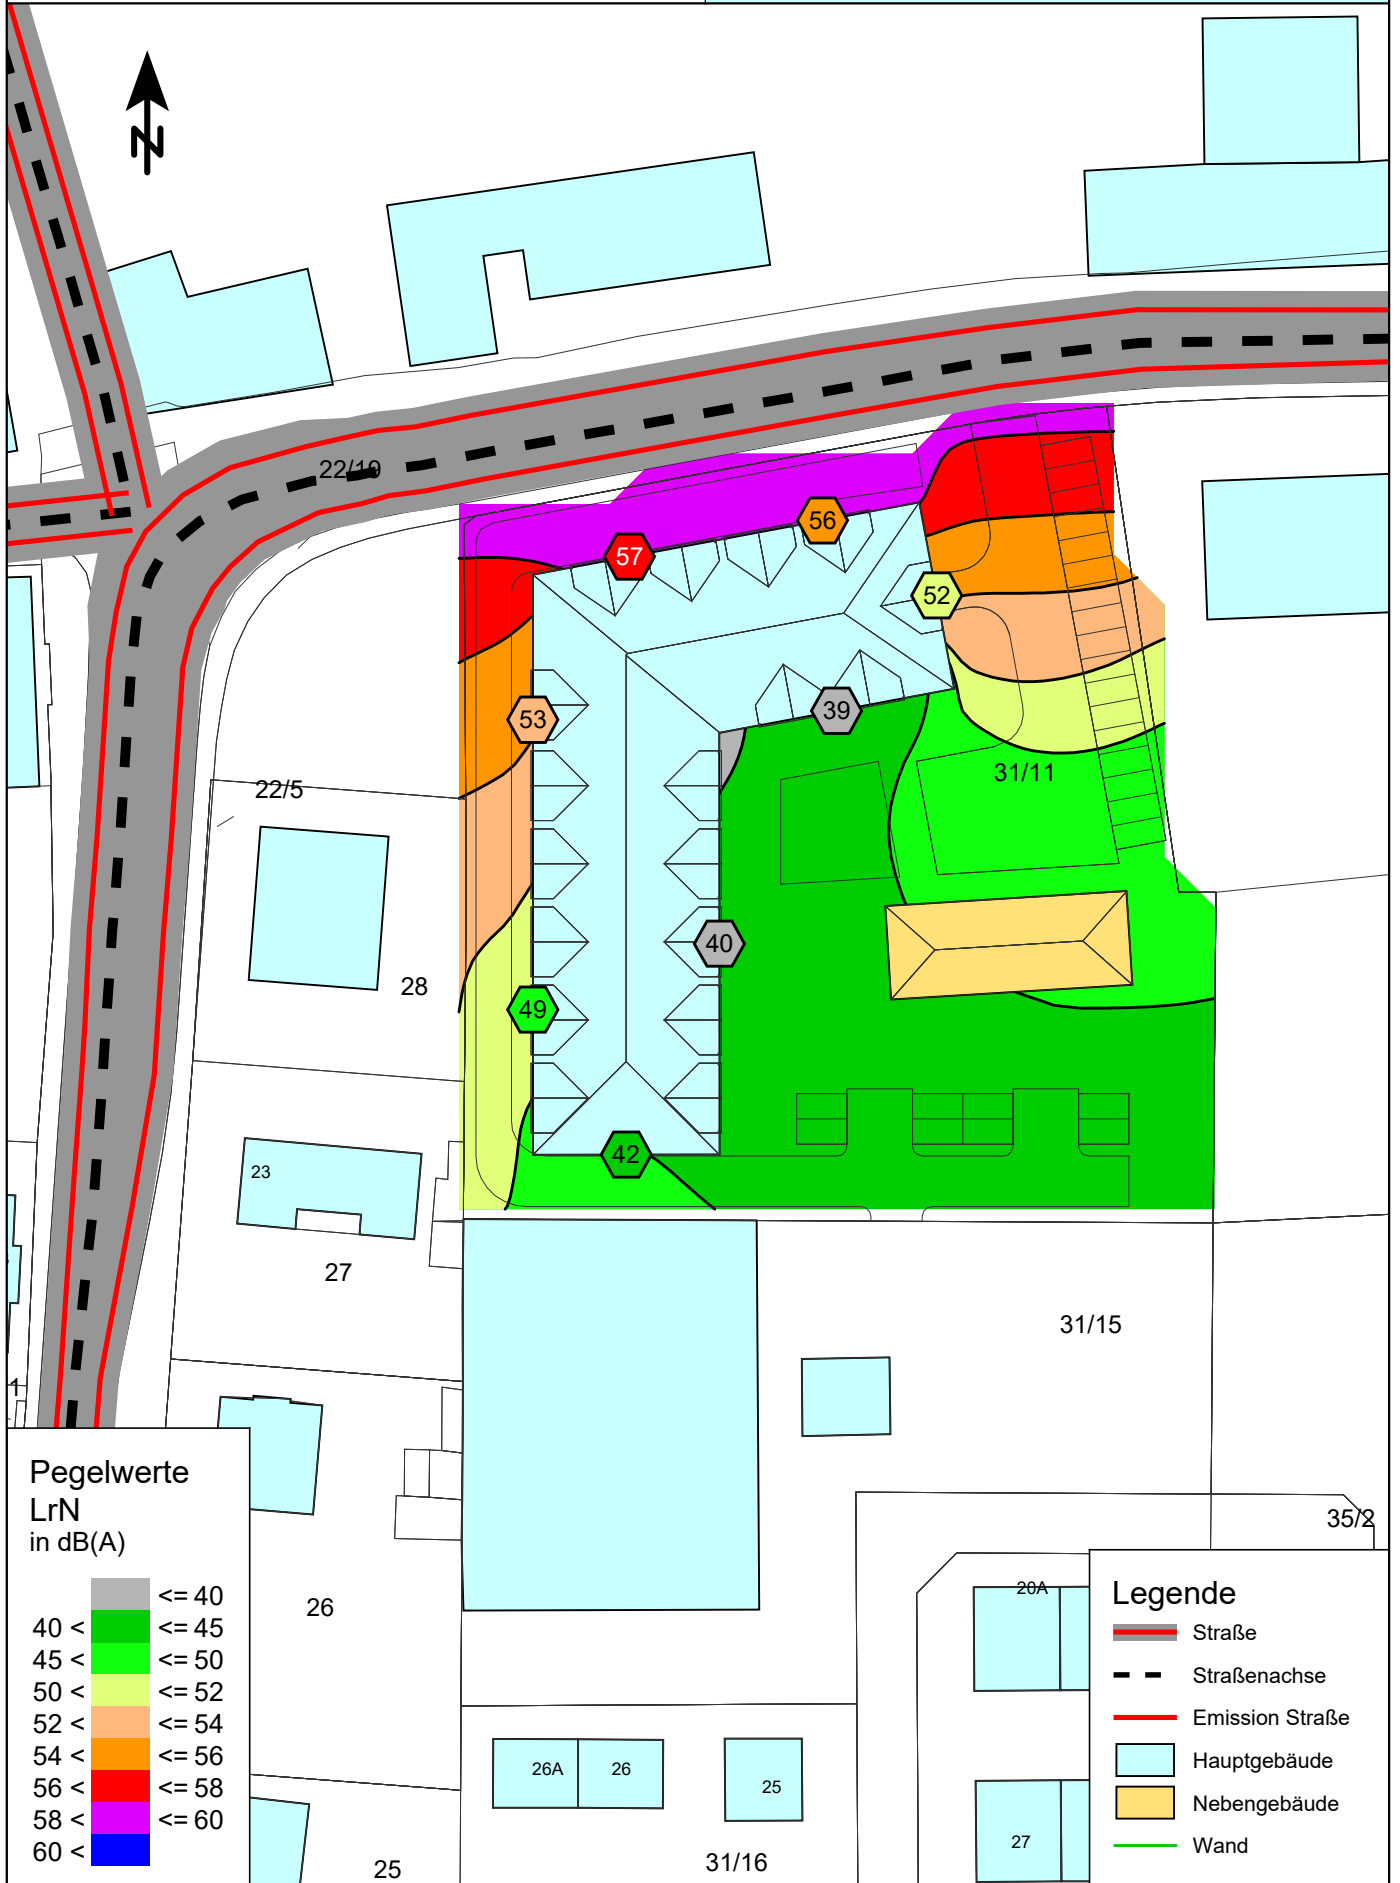 N
22/19
57
56
52
53
39
31/11
22/5
40
28
49
42
23
27
31/15
1
35/2
26
20A
26A
26
25
27
31/16
25
Pegelwerte
LrN
in dB(A)
<= 40
40 < <= 45
45 < <= 50
50 < <= 52
52 < <= 54
54 < <= 56
56 < <= 58
58 < <= 60
60 <
Legende
Straße
Straßenachse
Emission Straße
Hauptgebäude
Nebengebäude
Wand